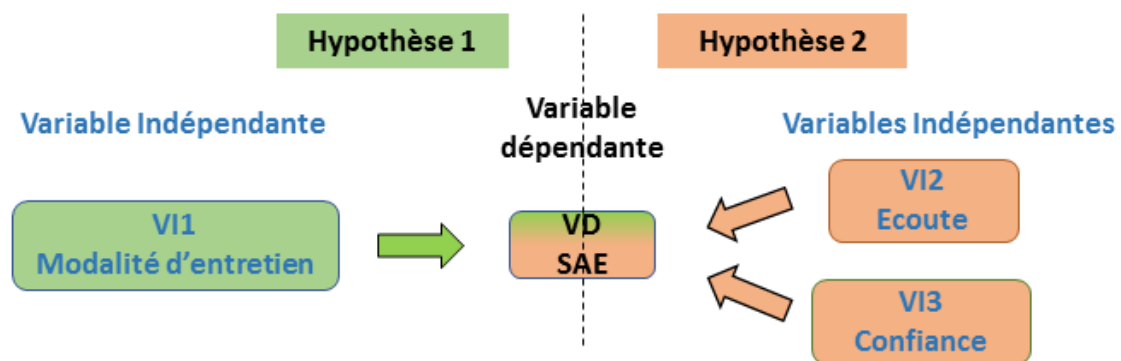 Hypothèse 1
Hypothèse 2
Variable Indépendante
Variable
dépendante
Variables Indépendantes
VI1
Modalité d'entretien
VD
SAE
VI2
Ecoute
VI3
Confiance